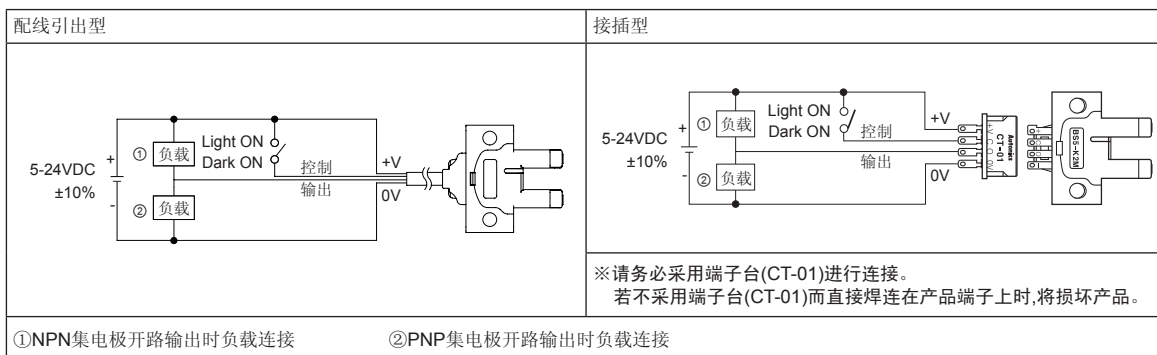 配线引出型
接插型
5-24VDC
±10%
+
-
① 负载
② 负载
Light ON
Dark ON
控制
输出
+V
0V
5-24VDC
±10%
+
-
① 负载
② 负载
Light ON
Dark ON
控制
输出
+V
0V
Autonics
CT-01
BS5-K2M
※请务必采用端子台(CT-01)进行连接。
若不采用端子台(CT-01)而直接焊连在产品端子上时,将损坏产品。
①NPN集电极开路输出时负载连接
②PNP集电极开路输出时负载连接